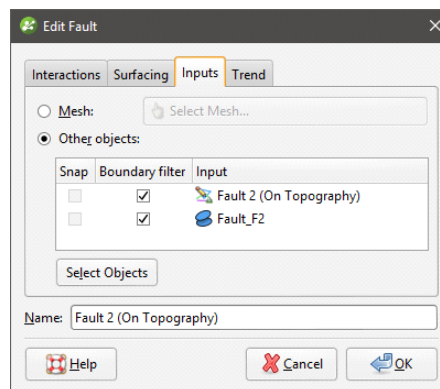 Edit Fault
Interactions Surfacing Inputs Trend
Mesh: Select Mesh...
Other objects:
Snap Boundary filter Input
Fault 2 (On Topography)
Fault_F2
Select Objects
Name: Fault 2 (On Topography)
Help Cancel OK